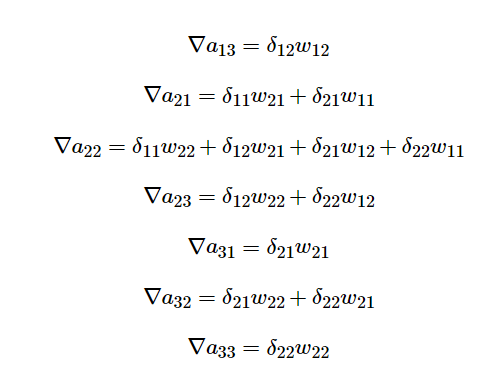 ∇a₁₃ = δ₁₂w₁₂
∇a₂₁ = δ₁₁w₂₁ + δ₂₁w₁₁
∇a₂₂ = δ₁₁w₂₂ + δ₁₂w₂₁ + δ₂₁w₁₂ + δ₂₂w₁₁
∇a₂₃ = δ₁₂w₂₂ + δ₂₂w₁₂
∇a₃₁ = δ₂₁w₂₁
∇a₃₂ = δ₂₁w₂₂ + δ₂₂w₂₁
∇a₃₃ = δ₂₂w₂₂